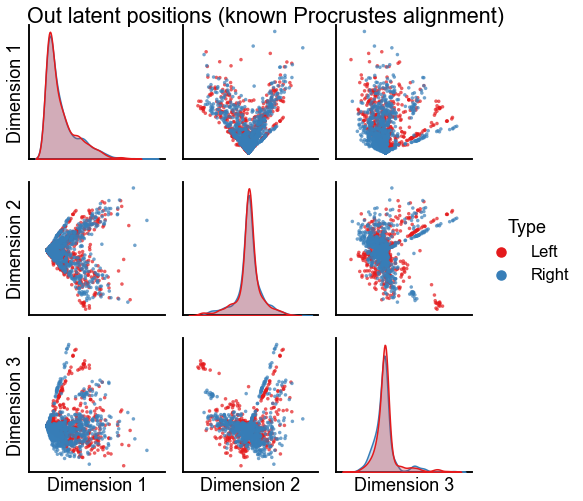 Out latent positions (known Procrustes alignment)
Dimension 1
Dimension 2
Dimension 3
Type
Left
Right
Dimension 1
Dimension 2
Dimension 3